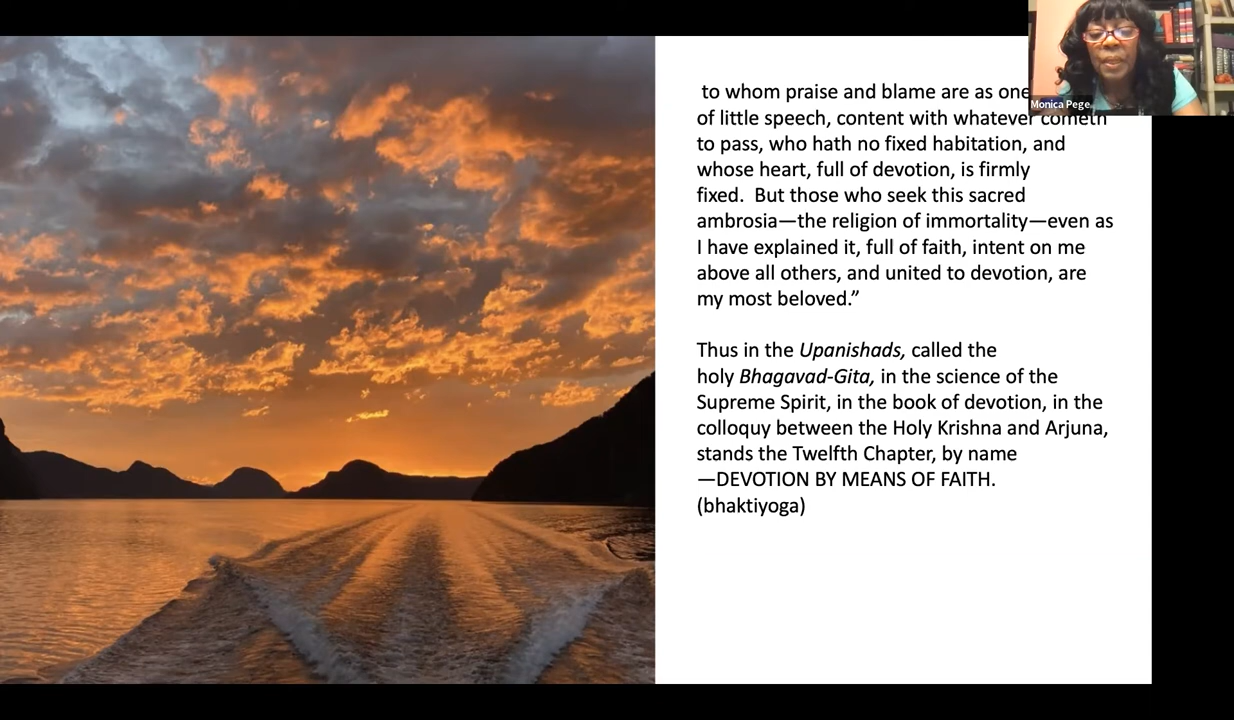 to whom praise and blame are as one
of little speech, content with whatever cometh
to pass, who hath no fixed habitation, and
whose heart, full of devotion, is firmly
fixed.  But those who seek this sacred
ambrosia—the religion of immortality—even as
I have explained it, full of faith, intent on me
above all others, and united to devotion, are
my most beloved.”
Thus in the Upanishads, called the
holy Bhagavad-Gita, in the science of the
Supreme Spirit, in the book of devotion, in the
colloquy between the Holy Krishna and Arjuna,
stands the Twelfth Chapter, by name
—DEVOTION BY MEANS OF FAITH.
(bhaktiyoga)
Monica Pege